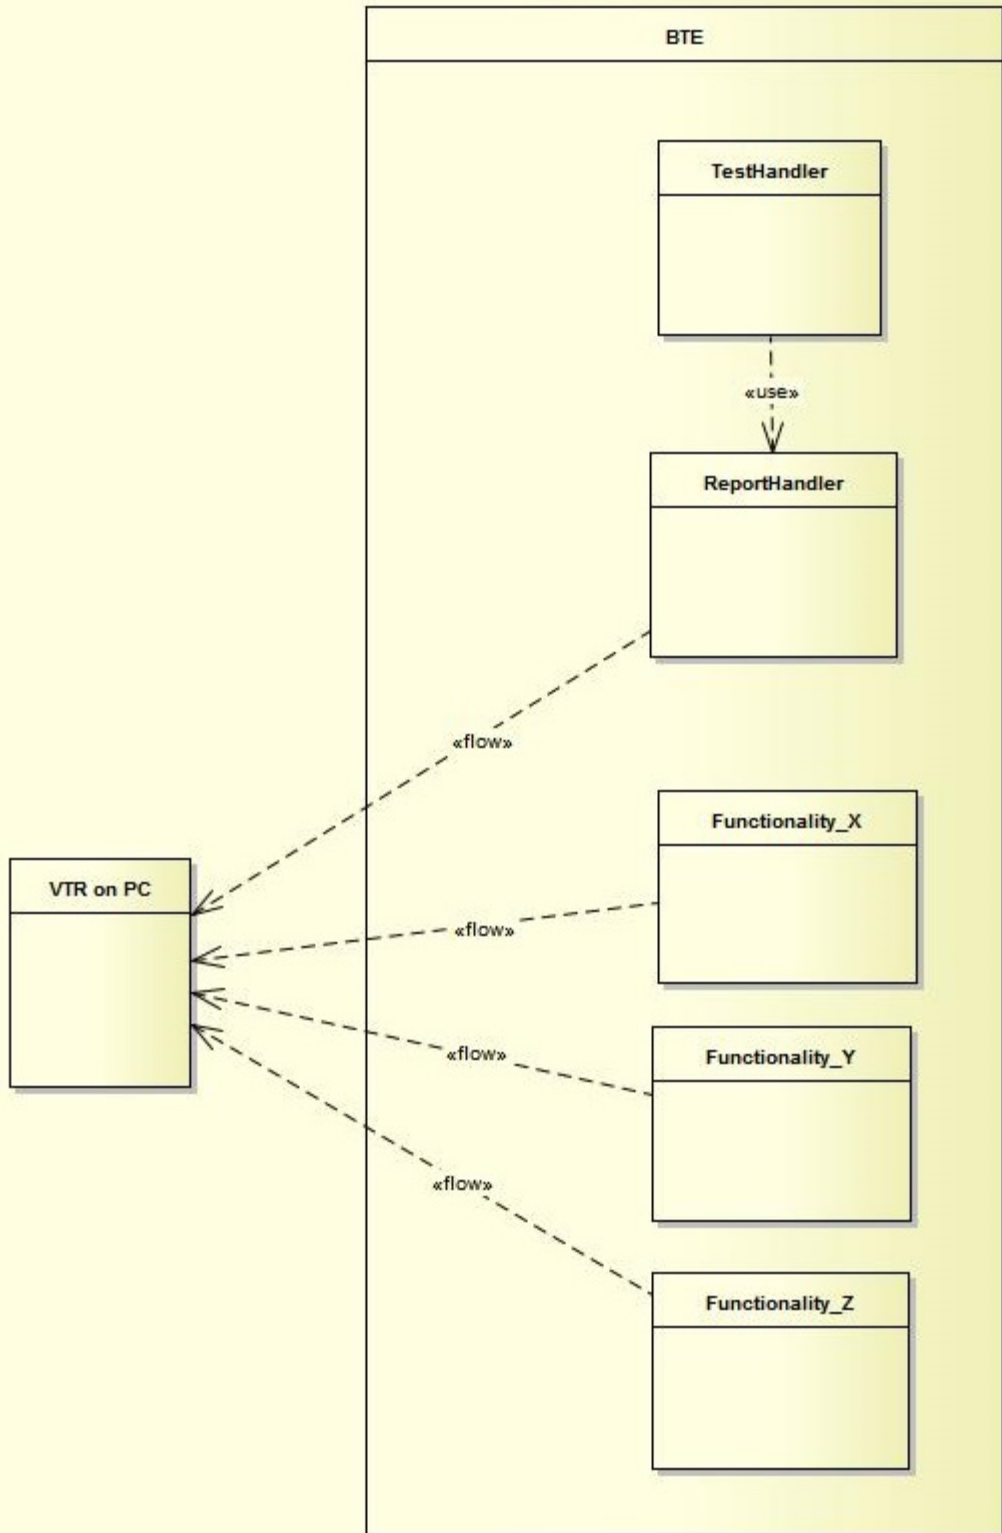 BTE
TestHandler
«use»
ReportHandler
«flow»
Functionality_X
VTR on PC
«flow»
Functionality_Y
«flow»
«flow»
Functionality_Z